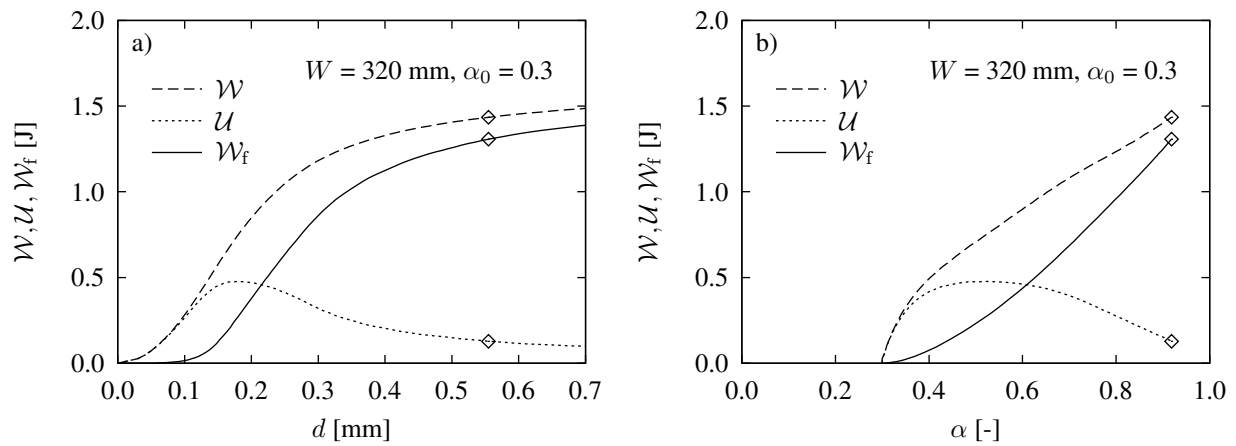 a)
W = 320 mm, α₀ = 0.3
𝒲
𝒰
𝒲f
𝒲, 𝒰, 𝒲f [J]
2.0
1.5
1.0
0.5
0.0
0.0 0.1 0.2 0.3 0.4 0.5 0.6 0.7
d [mm]
b)
W = 320 mm, α₀ = 0.3
𝒲
𝒰
𝒲f
𝒲, 𝒰, 𝒲f [J]
2.0
1.5
1.0
0.5
0.0
0.0 0.2 0.4 0.6 0.8 1.0
α [-]